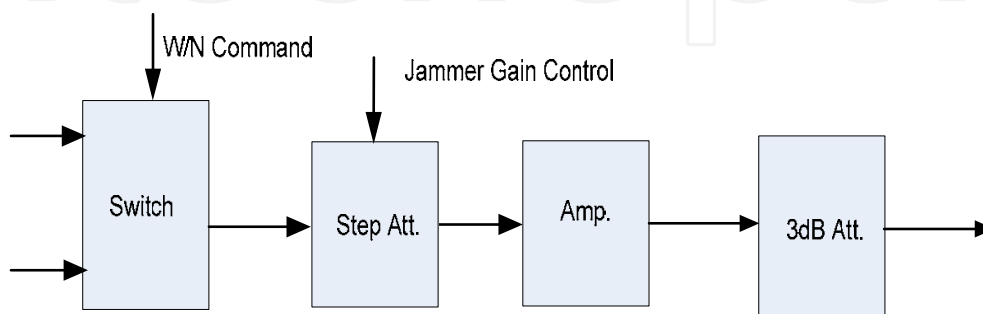 W/N Command
Jammer Gain Control
Switch
Step Att.
Amp.
3dB Att.